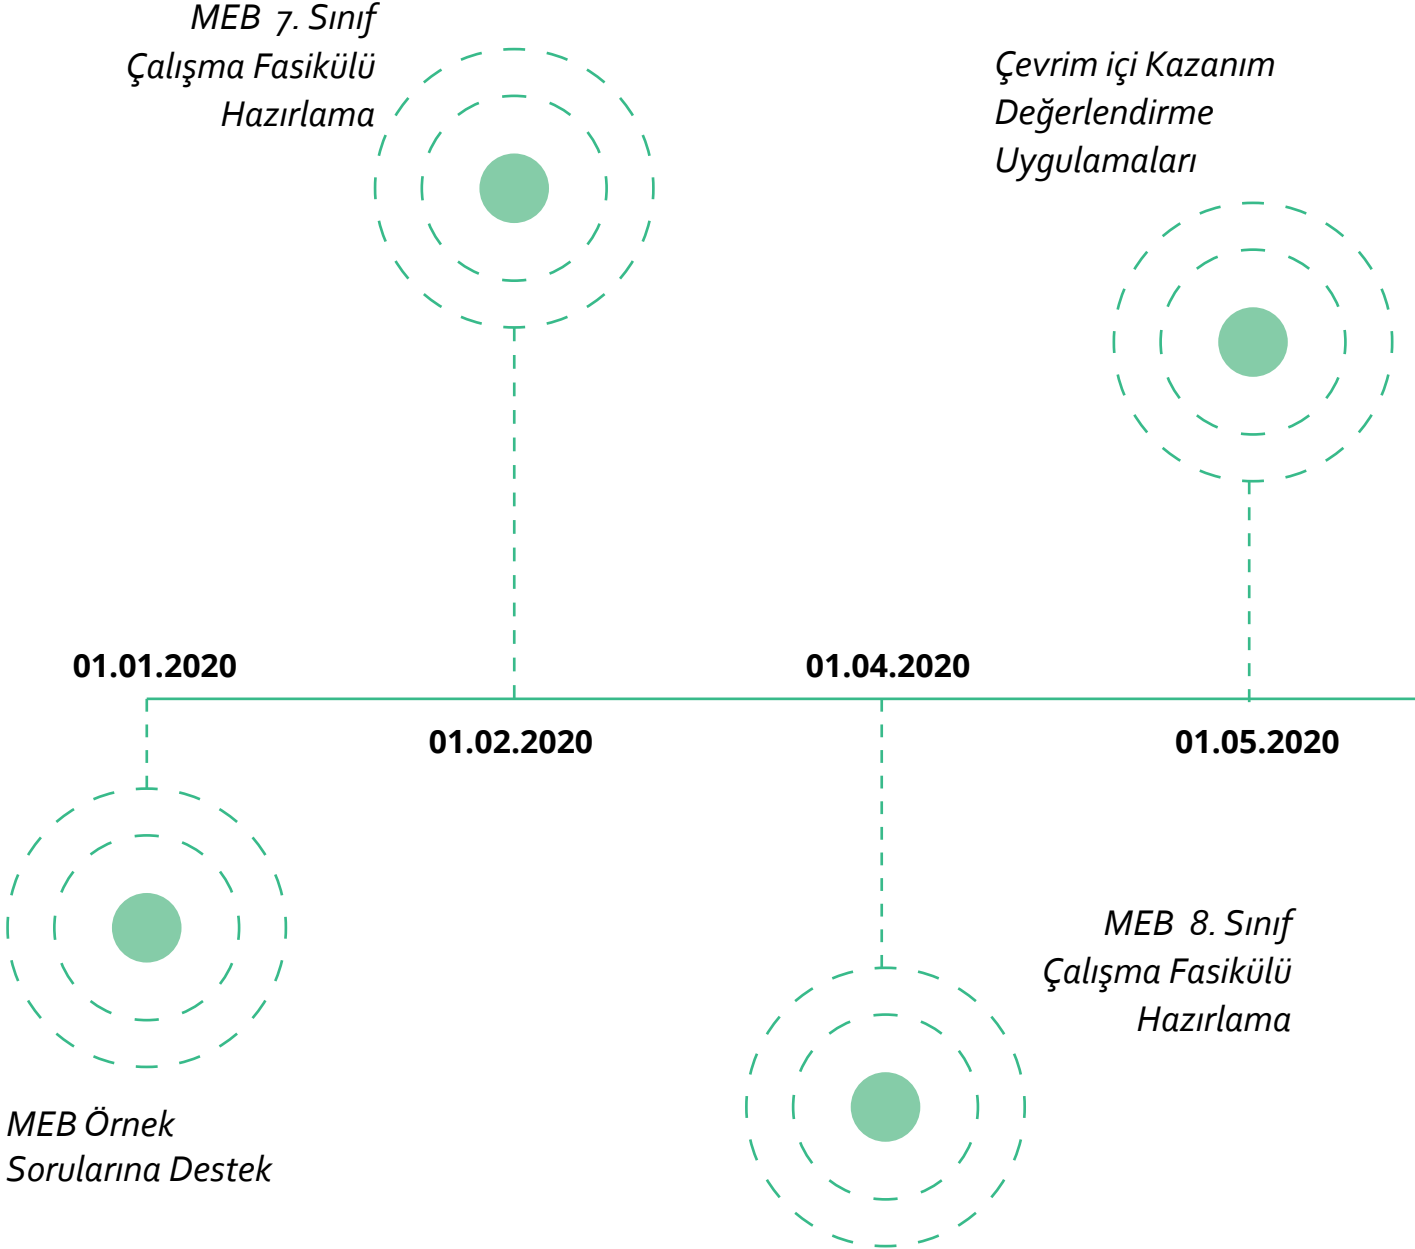 MEB 7. Sınıf
Çalışma Fasikülü
Hazırlama
Çevrim içi Kazanım
Değerlendirme
Uygulamaları
01.01.2020
01.04.2020
01.02.2020
01.05.2020
MEB 8. Sınıf
Çalışma Fasikülü
Hazırlama
MEB Örnek
Sorularına Destek